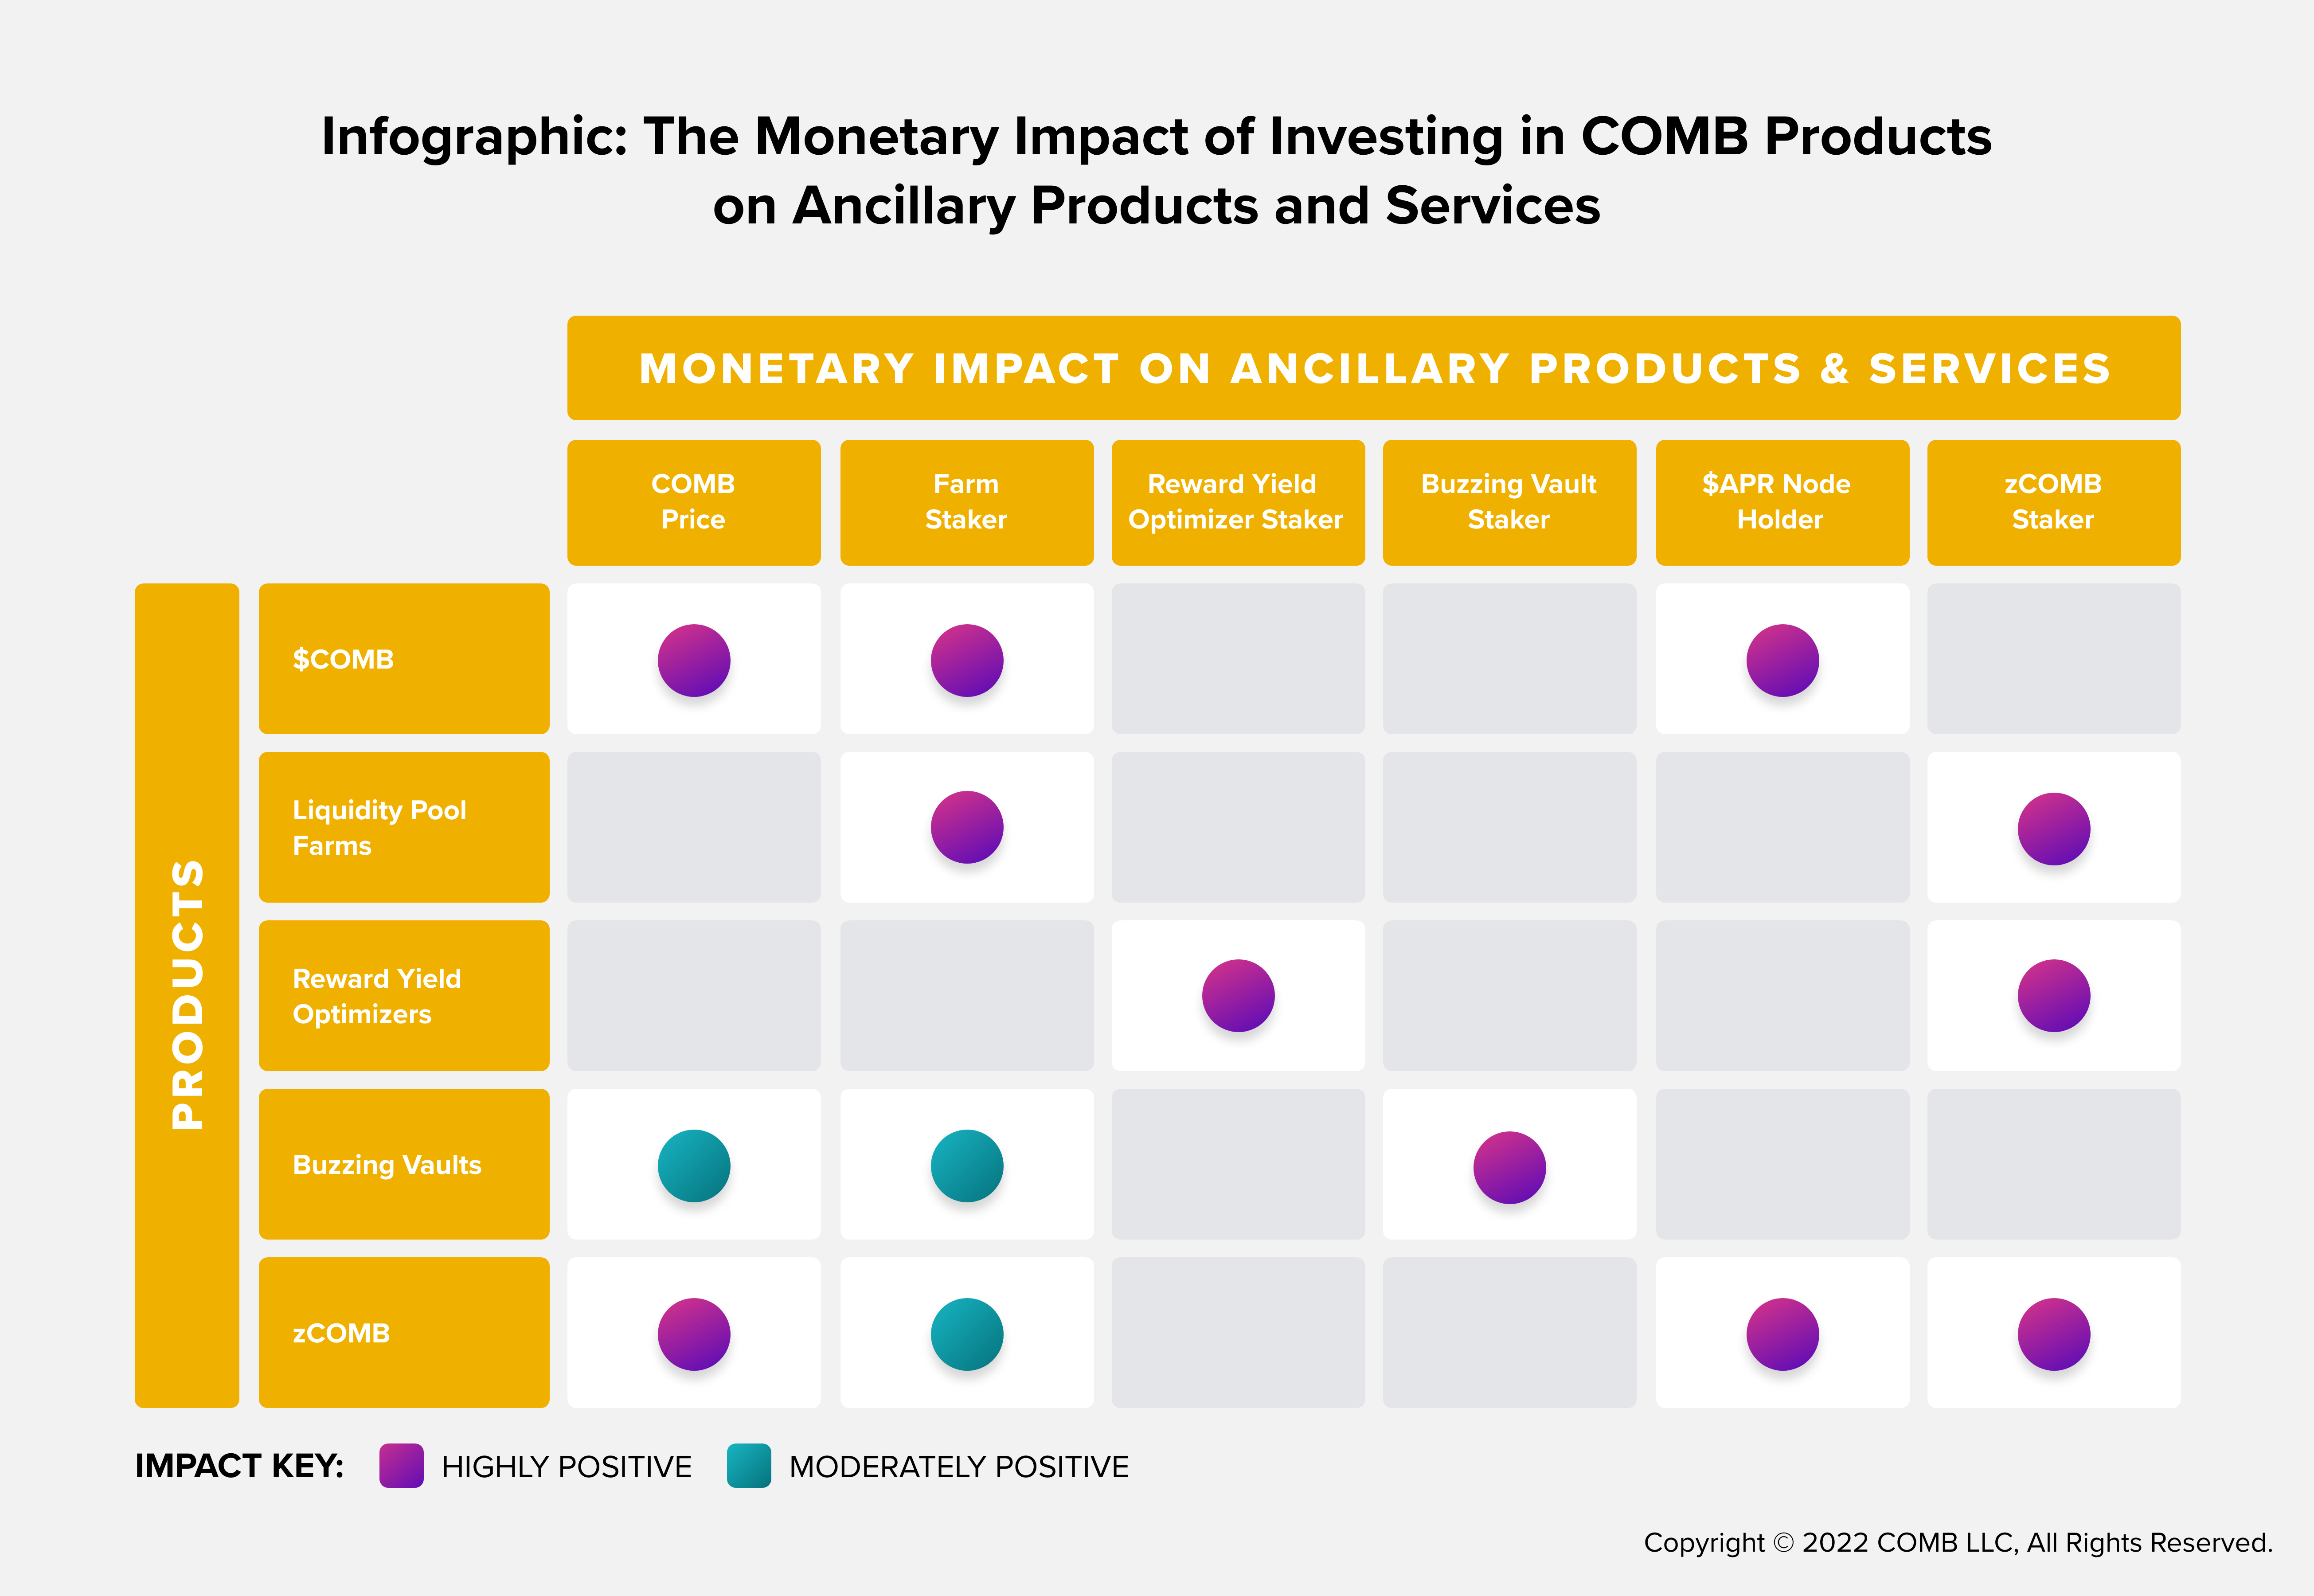 Infographic: The Monetary Impact of Investing in COMB Products
on Ancillary Products and Services
MONETARY IMPACT ON ANCILLARY PRODUCTS & SERVICES
COMB
Price
Farm
Staker
Reward Yield
Optimizer Staker
Buzzing Vault
Staker
$APR Node
Holder
zCOMB
Staker
PRODUCTS
$COMB
Liquidity Pool
Farms
Reward Yield
Optimizers
Buzzing Vaults
zCOMB
IMPACT KEY:
HIGHLY POSITIVE
MODERATELY POSITIVE
Copyright © 2022 COMB LLC, All Rights Reserved.